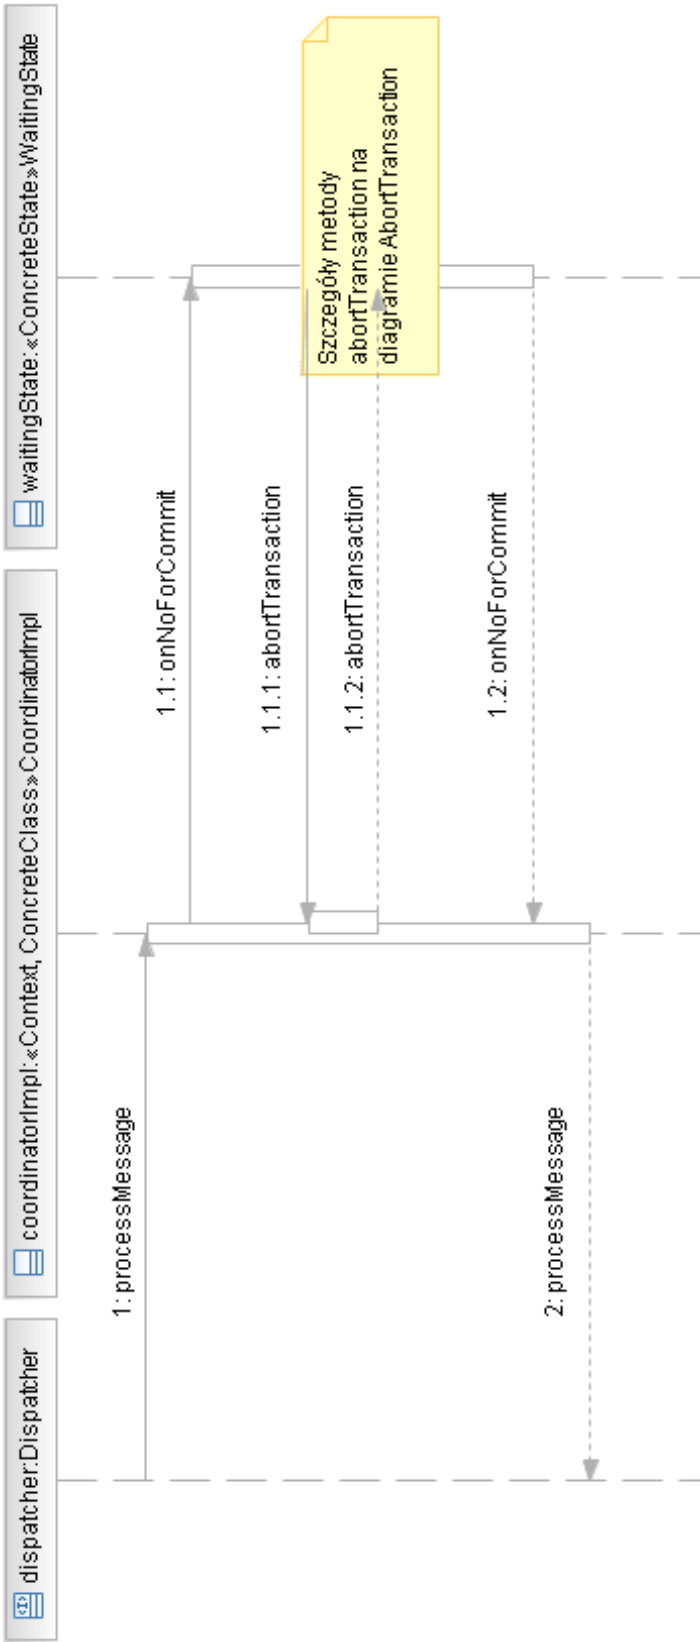 dispatcher:Dispatcher
coordinatorImpl:«Context, ConcreteClass»CoordinatorImpl
waitingState:«ConcreteState»WaitingState
1: processMessage
1.1: onNoForCommit
1.1.1: abortTransaction
Szczegóły metody
abortTransaction na
diagramie AbortTransaction
1.1.2: abortTransaction
1.2: onNoForCommit
2: processMessage